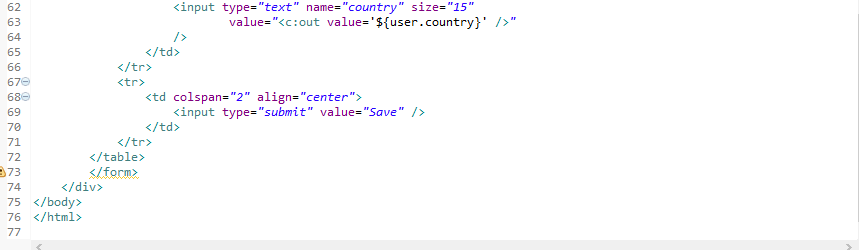 62 <input type="text" name="country" size="15"
63 value="<c:out value='${user.country}' />"
64 />
65 </td>
66 </tr>
67 <tr>
68 <td colspan="2" align="center">
69 <input type="submit" value="Save" />
70 </td>
71 </tr>
72 </table>
73 </form>
74 </div>
75 </body>
76 </html>
77